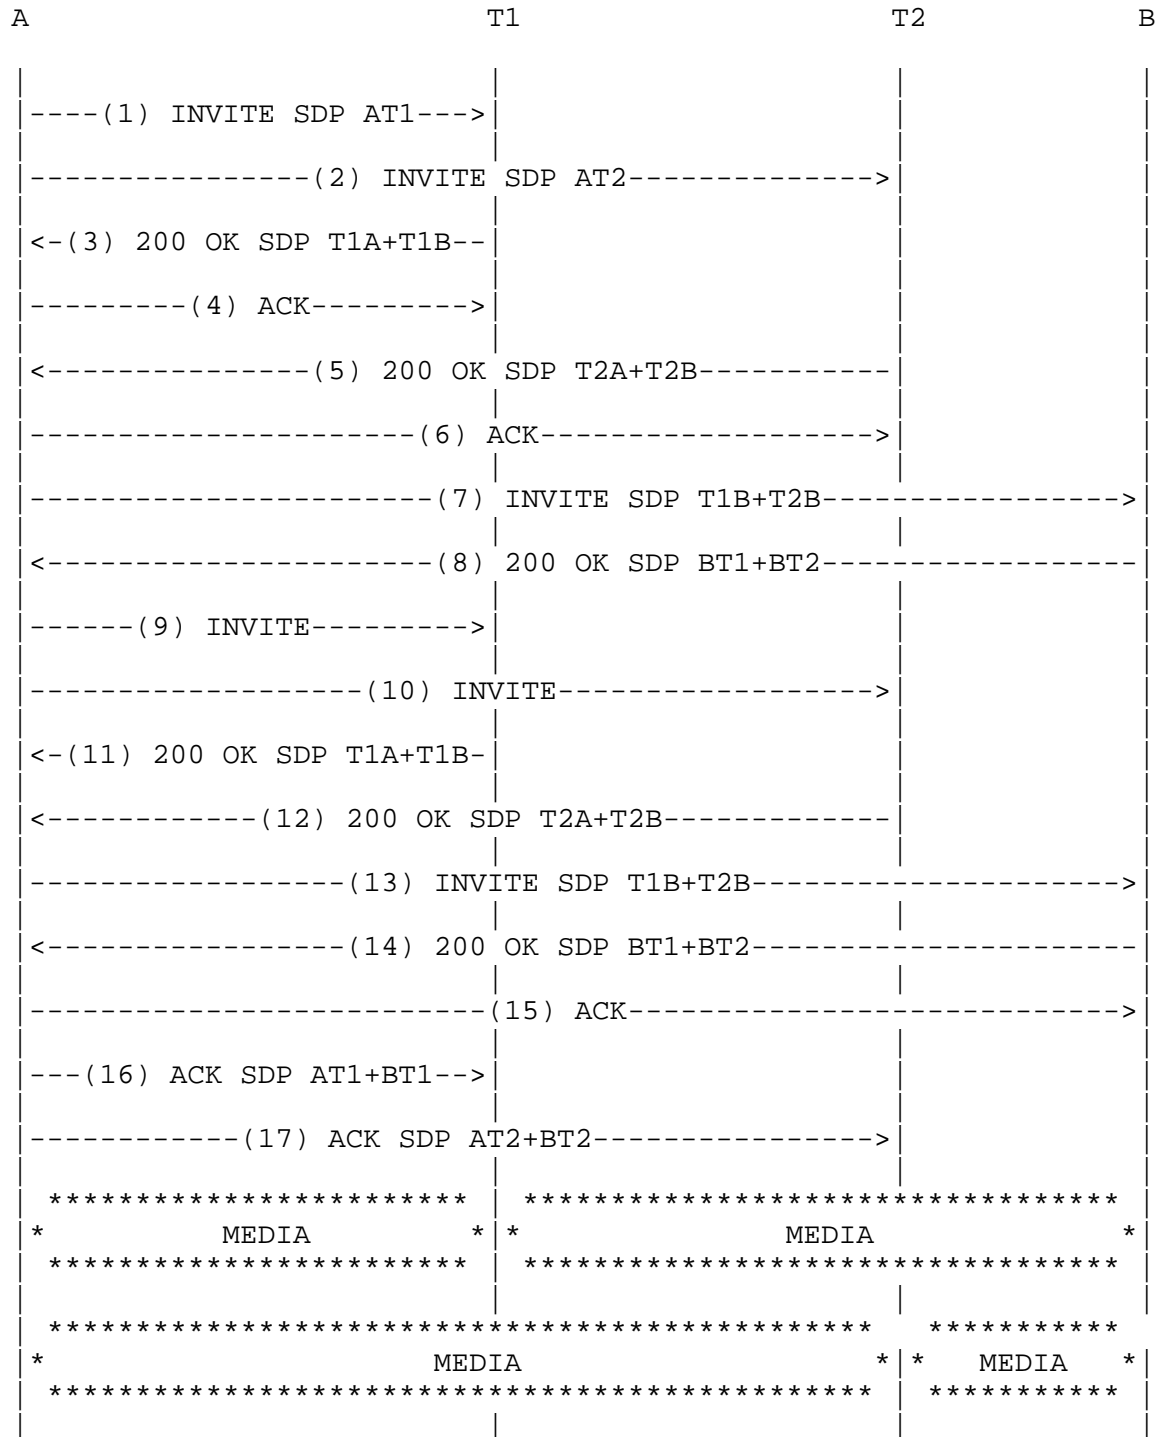 A T1 T2 B
----(1) INVITE SDP AT1--->
----------------(2) INVITE SDP AT2-------------->
<-(3) 200 OK SDP T1A+T1B--
---------(4) ACK--------->
<---------------(5) 200 OK SDP T2A+T2B-----------
----------------------(6) ACK------------------->
-----------------------(7) INVITE SDP T1B+T2B----------------->
<----------------------(8) 200 OK SDP BT1+BT2------------------
------(9) INVITE--------->
-------------------(10) INVITE------------------>
<-(11) 200 OK SDP T1A+T1B-
<------------(12) 200 OK SDP T2A+T2B-------------
------------------(13) INVITE SDP T1B+T2B--------------------->
<-----------------(14) 200 OK SDP BT1+BT2----------------------
--------------------------(15) ACK---------------------------->
---(16) ACK SDP AT1+BT1-->
------------(17) ACK SDP AT2+BT2---------------->
************************ **********************************
* MEDIA * * MEDIA *
************************ **********************************
*********************************************** ***********
* MEDIA * * MEDIA *
*********************************************** ***********